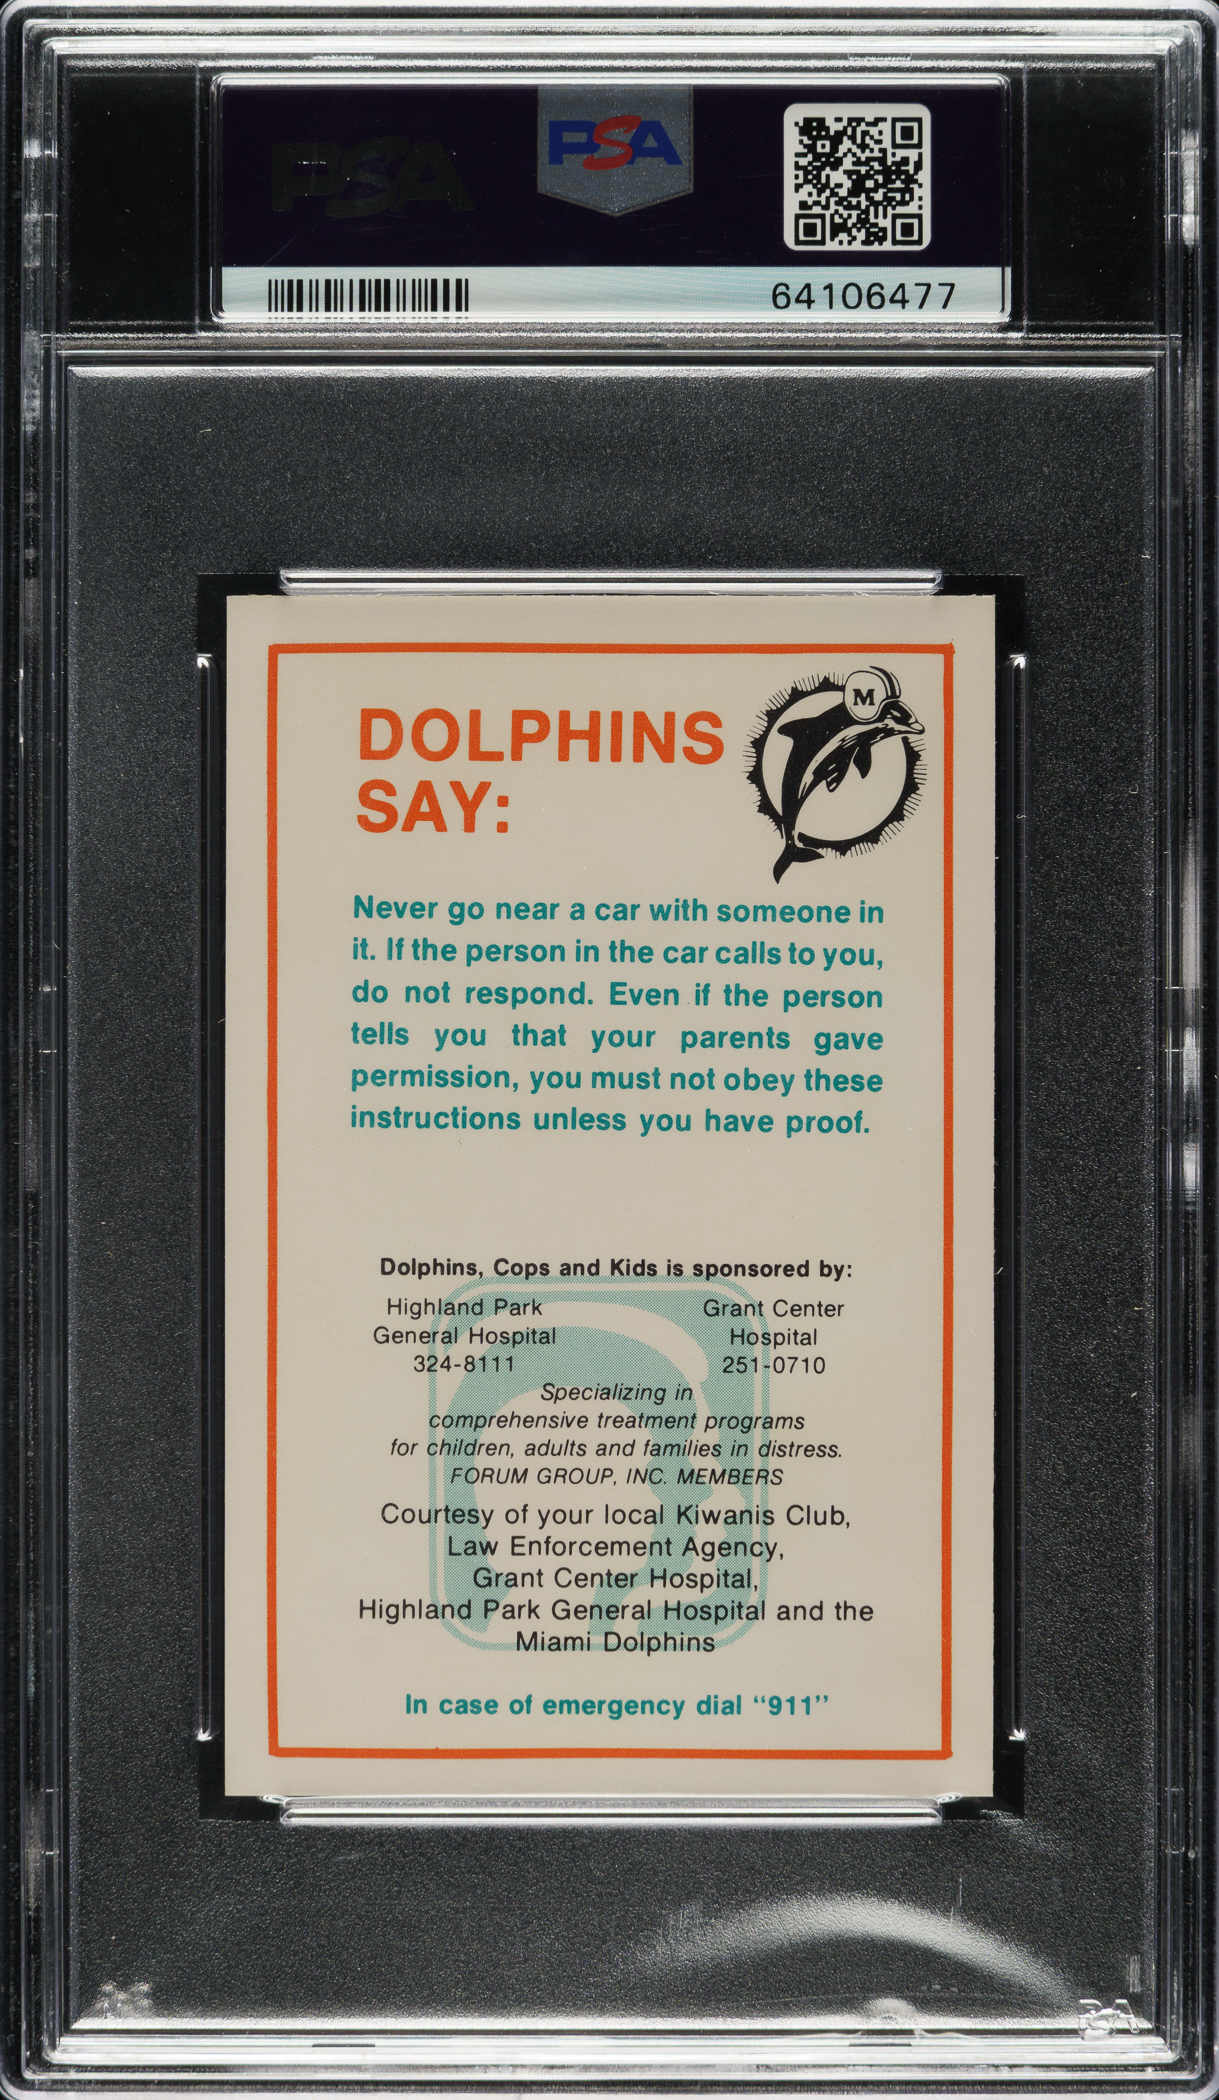 PSA
PSA
64106477
M
DOLPHINS
SAY:
Never go near a car with someone in
it. If the person in the car calls to you,
do not respond. Even if the person
tells you that your parents gave
permission, you must not obey these
instructions unless you have proof.
Dolphins, Cops and Kids is sponsored by:
Highland Park
General Hospital
324-8111
Grant Center
Hospital
251-0710
Specializing in
comprehensive treatment programs
for children, adults and families in distress.
FORUM GROUP, INC. MEMBERS
Courtesy of your local Kiwanis Club,
Law Enforcement Agency,
Grant Center Hospital,
Highland Park General Hospital and the
Miami Dolphins
In case of emergency dial “911”
PSA